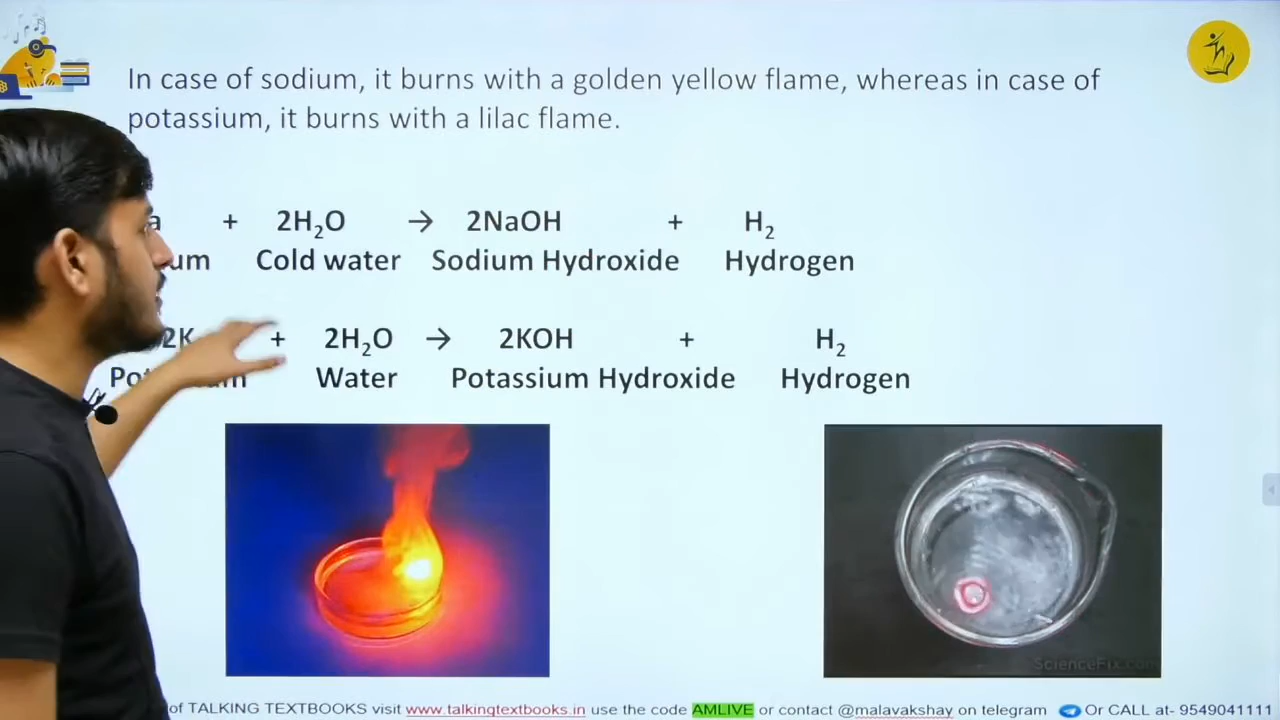 In case of sodium, it burns with a golden yellow flame, whereas in case of
potassium, it burns with a lilac flame.
+ 2H₂O → 2NaOH + H₂
Cold water Sodium Hydroxide Hydrogen
2K + 2H₂O → 2KOH + H₂
Water Potassium Hydroxide Hydrogen
ScienceFix.com
of TALKING TEXTBOOKS visit www.talkingtextbooks.in use the code AMLIVE or contact @malavakshay on telegram Or CALL at- 9549041111